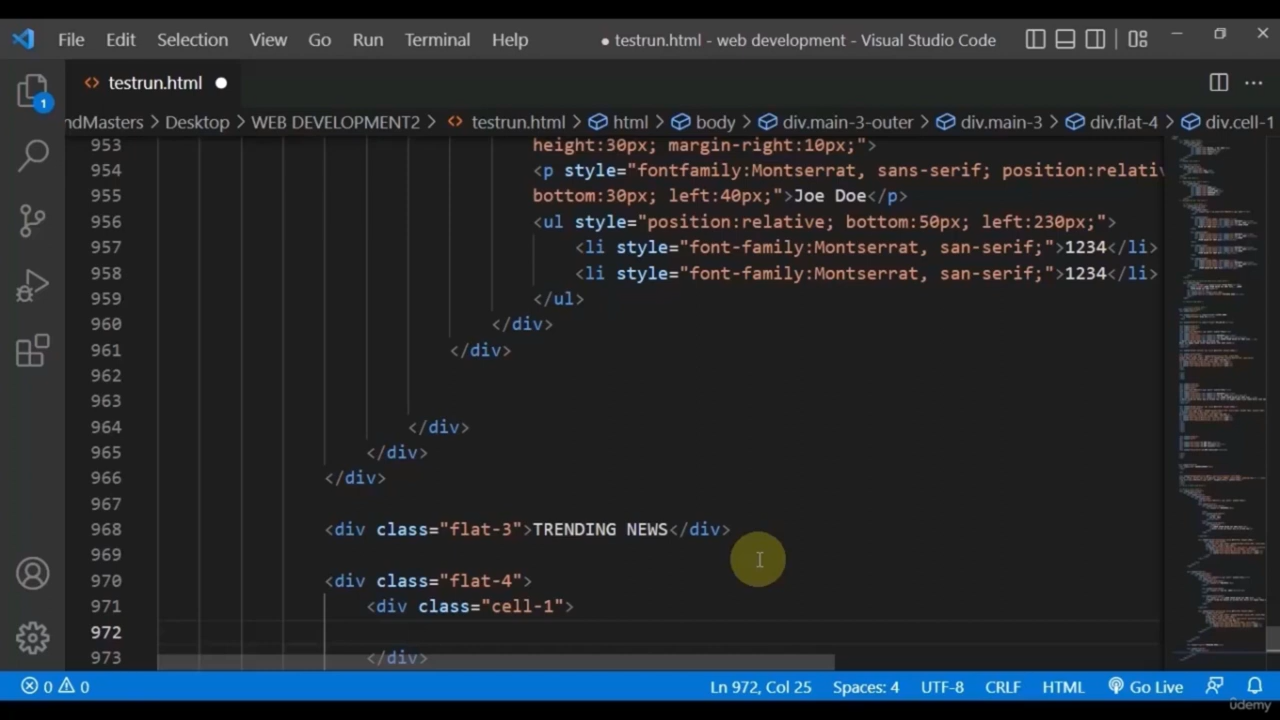 File Edit Selection View Go Run Terminal Help ● testrun.html - web development - Visual Studio Code
<> testrun.html ●
1
ndMasters > Desktop > WEB DEVELOPMENT2 > <> testrun.html > html > body > div.main-3-outer > div.main-3 > div.flat-4 > div.cell-1
953 height:30px; margin-right:10px;">
954 <p style="fontfamily:Montserrat, sans-serif; position:relativ
955 bottom:30px; left:40px;">Joe Doe</p>
956 <ul style="position:relative; bottom:50px; left:230px;">
957 <li style="font-family:Montserrat, san-serif;">1234</li>
958 <li style="font-family:Montserrat, san-serif;">1234</li>
959 </ul>
960 </div>
961 </div>
962
963
964 </div>
965 </div>
966 </div>
967
968 <div class="flat-3">TRENDING NEWS</div>
969
970 <div class="flat-4">
971 <div class="cell-1">
972
973 </div>
0 0 Ln 972, Col 25 Spaces: 4 UTF-8 CRLF HTML Go Live
ûdemy